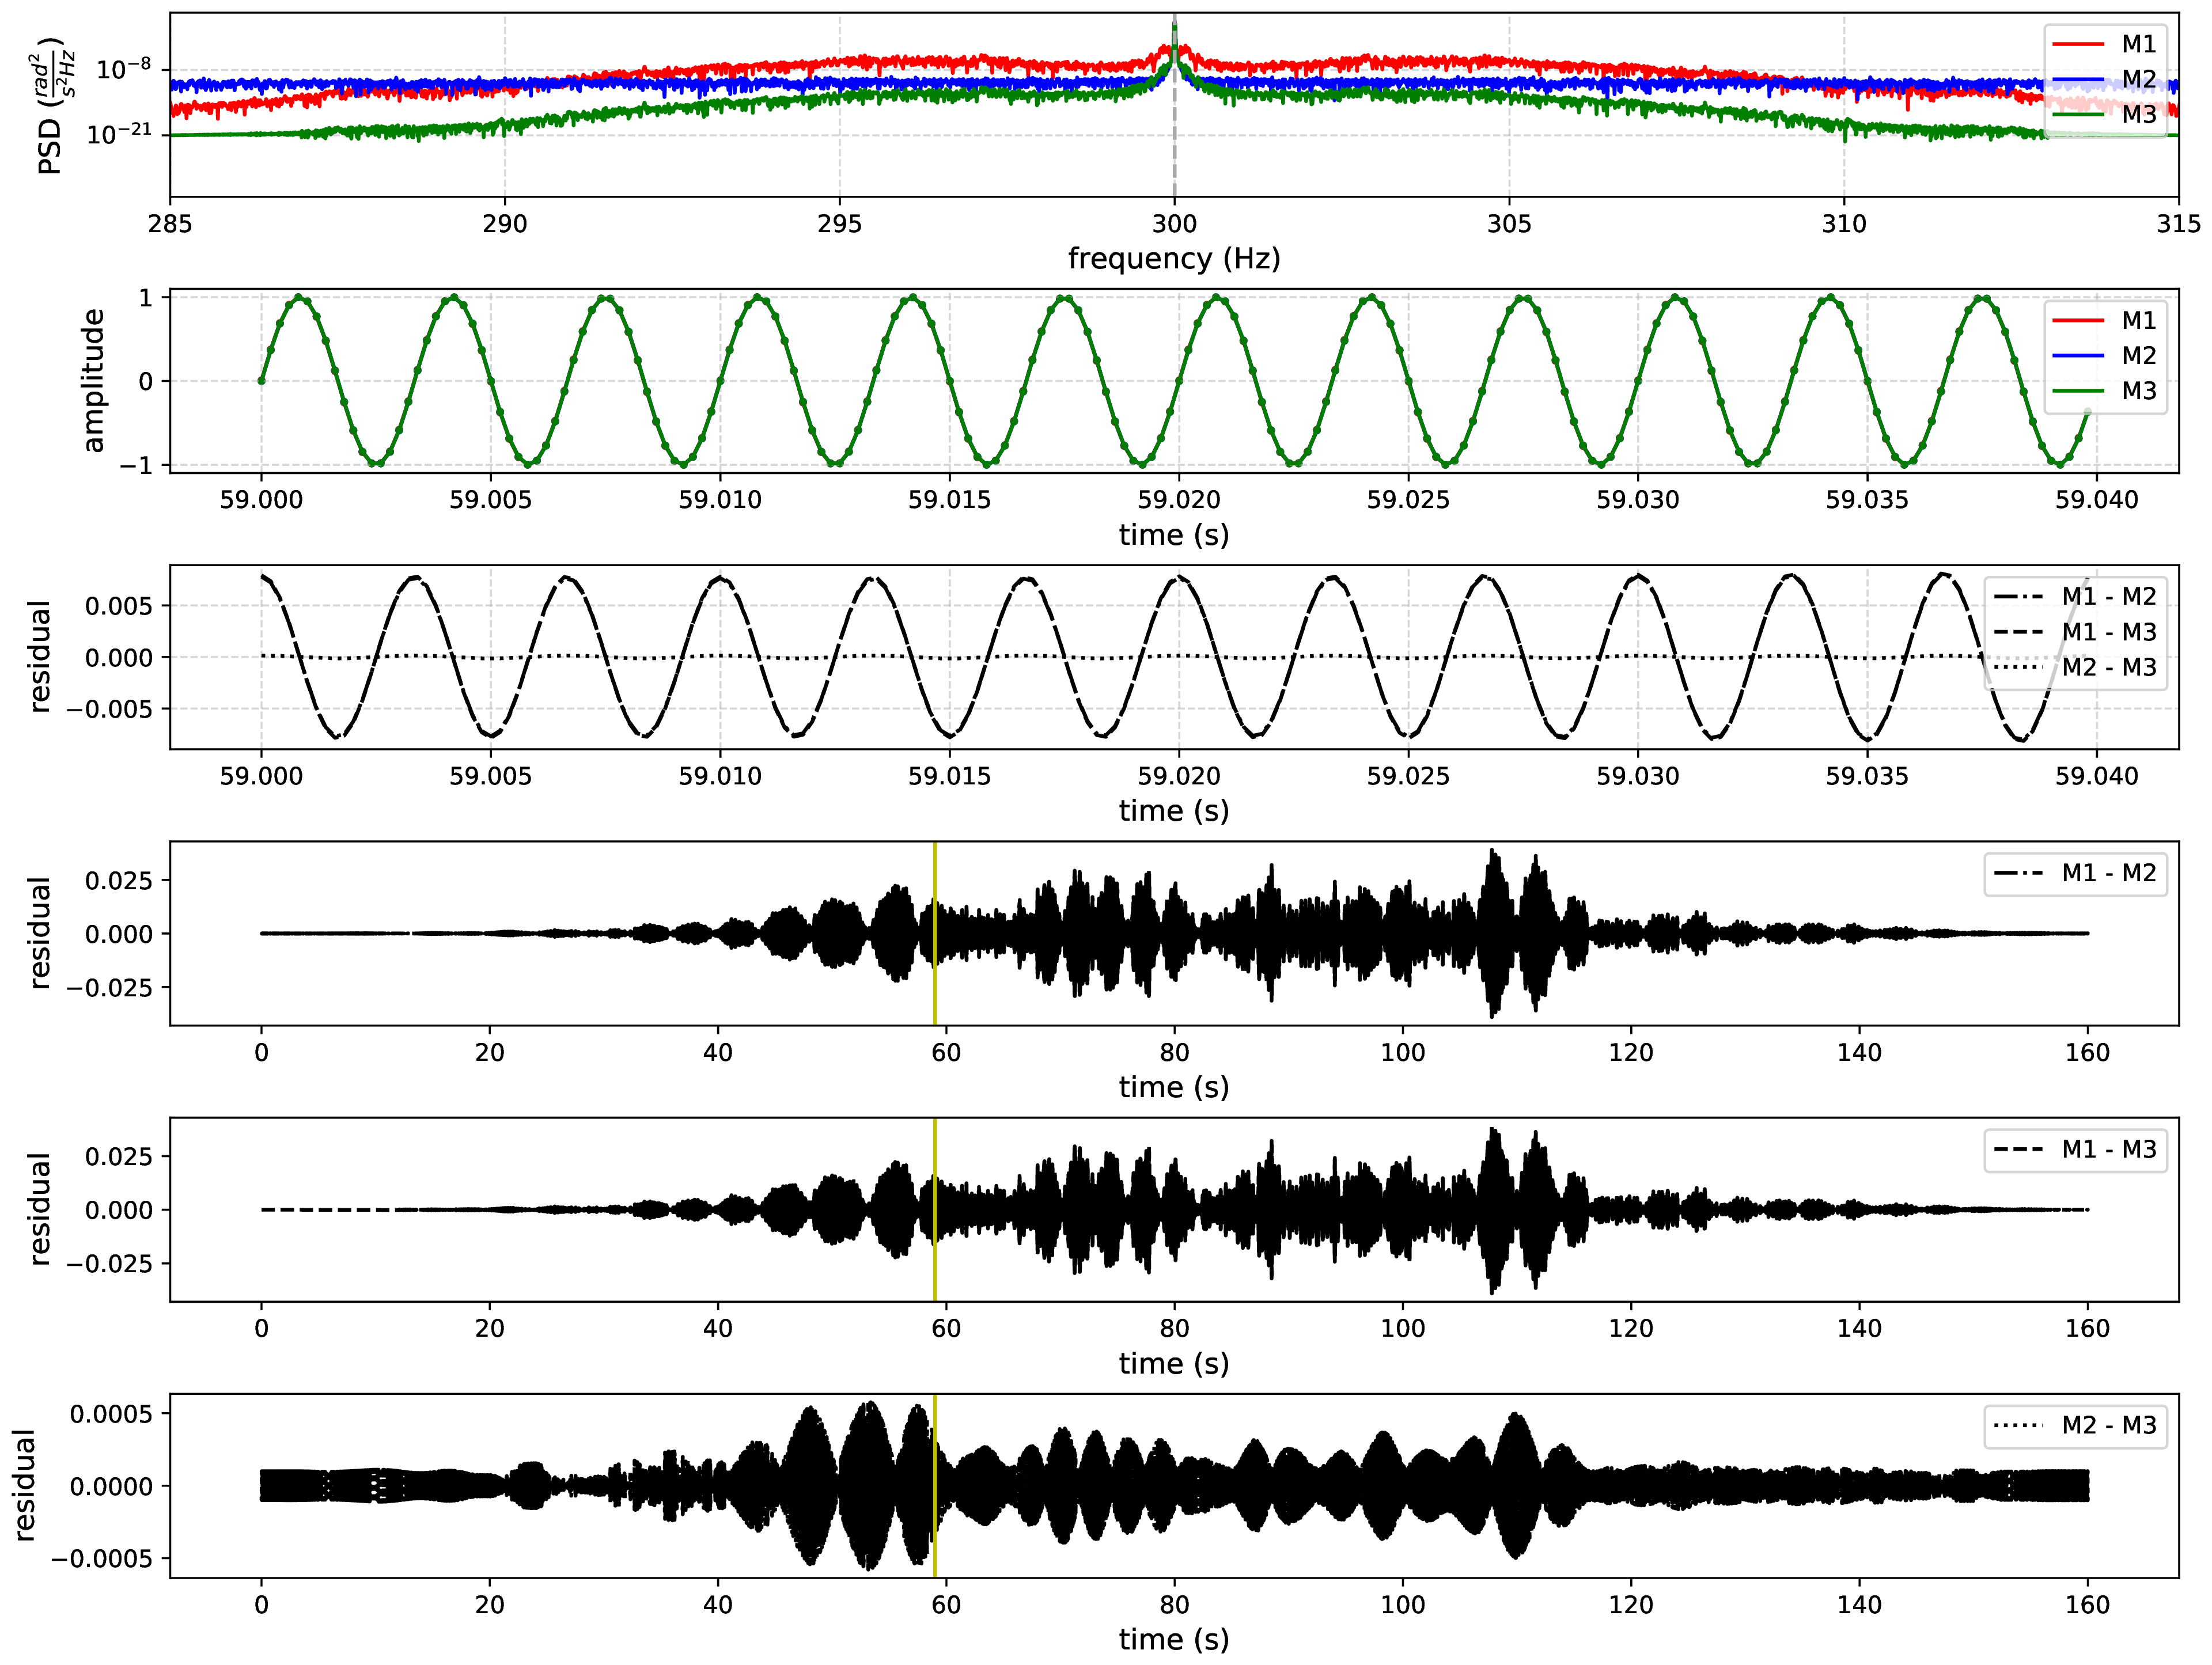 PSD (rad²/s²Hz)
10⁻⁸
10⁻²¹
M1
M2
M3
285 290 295 300 305 310 315
frequency (Hz)
amplitude
1
0
−1
M1
M2
M3
59.000 59.005 59.010 59.015 59.020 59.025 59.030 59.035 59.040
time (s)
residual
0.005
0.000
−0.005
M1 - M2
M1 - M3
M2 - M3
59.000 59.005 59.010 59.015 59.020 59.025 59.030 59.035 59.040
time (s)
residual
0.025
0.000
−0.025
M1 - M2
0 20 40 60 80 100 120 140 160
time (s)
residual
0.025
0.000
−0.025
M1 - M3
0 20 40 60 80 100 120 140 160
time (s)
residual
0.0005
0.0000
−0.0005
M2 - M3
0 20 40 60 80 100 120 140 160
time (s)